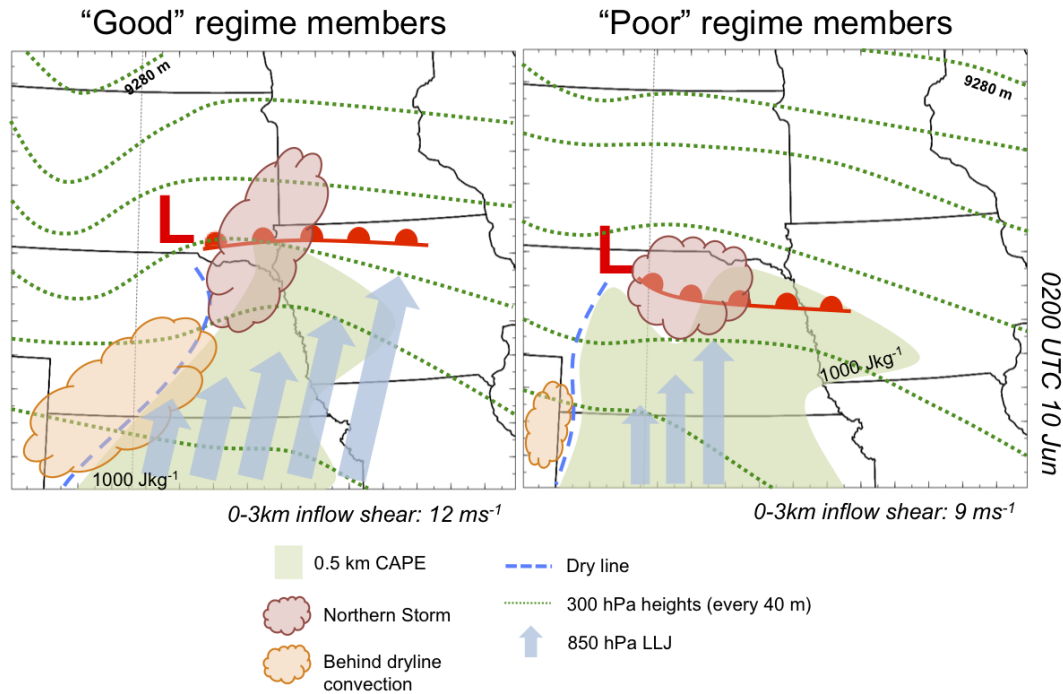 “Good” regime members
“Poor” regime members
9280 m
9280 m
L
L
1000 Jkg-1
1000 Jkg-1
0200 UTC 10 Jun
0-3km inflow shear: 12 ms-1
0-3km inflow shear: 9 ms-1
0.5 km CAPE
Northern Storm
Behind dryline
convection
Dry line
300 hPa heights (every 40 m)
850 hPa LLJ